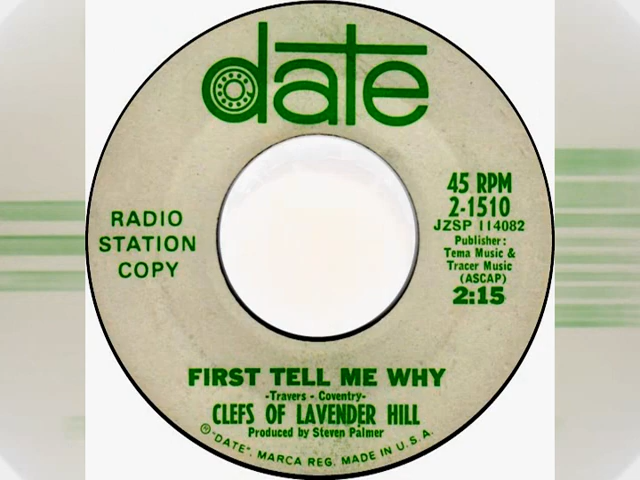 date
45 RPM
2-1510
JZSP 114082
Publisher:
Tema Music &
Tracer Music
(ASCAP)
2:15
RADIO
STATION
COPY
FIRST TELL ME WHY
-Travers - Coventry-
CLEFS OF LAVENDER HILL
Produced by Steven Palmer
Ⓟ "DATE". MARCA REG. MADE IN U.S.A.